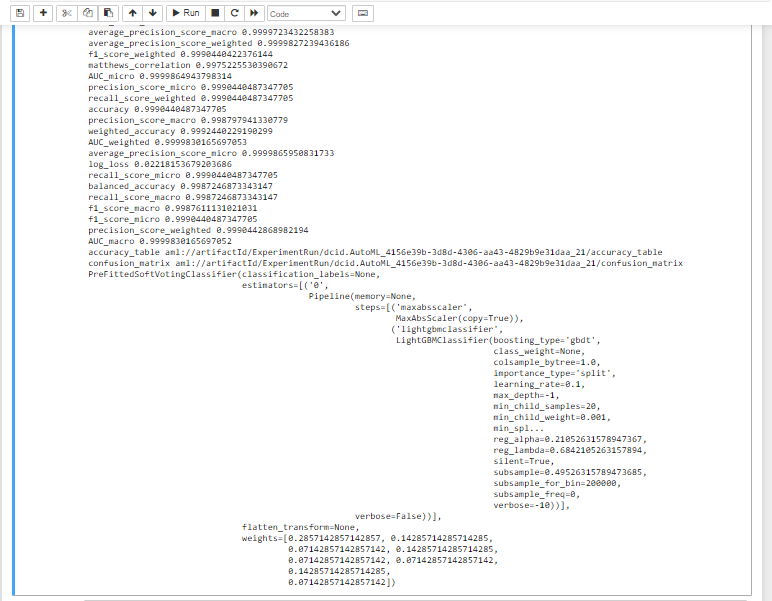 Run
Code
average_precision_score_macro 0.9999723432258383
average_precision_score_weighted 0.9999827239436186
f1_score_weighted 0.9990440422376144
matthews_correlation 0.9975225530390672
AUC_micro 0.9999864943798314
precision_score_micro 0.9990440487347705
recall_score_weighted 0.9990440487347705
accuracy 0.9990440487347705
precision_score_macro 0.998797941330779
weighted_accuracy 0.9992440229190299
AUC_weighted 0.9999830165697053
average_precision_score_micro 0.9999865950831733
log_loss 0.02218153679203686
recall_score_micro 0.9990440487347705
balanced_accuracy 0.9987246873343147
recall_score_macro 0.9987246873343147
f1_score_macro 0.9987611131021031
f1_score_micro 0.9990440487347705
precision_score_weighted 0.9990442868982194
AUC_macro 0.9999830165697052
accuracy_table aml://artifactId/ExperimentRun/dcid.AutoML_4156e39b-3d8d-4306-aa43-4829b9e31daa_21/accuracy_table
confusion_matrix aml://artifactId/ExperimentRun/dcid.AutoML_4156e39b-3d8d-4306-aa43-4829b9e31daa_21/confusion_matrix
PreFittedSoftVotingClassifier(classification_labels=None,
estimators=[('0',
Pipeline(memory=None,
steps=[('maxabsscaler',
MaxAbsScaler(copy=True)),
('lightgbmclassifier',
LightGBMClassifier(boosting_type='gbdt',
class_weight=None,
colsample_bytree=1.0,
importance_type='split',
learning_rate=0.1,
max_depth=-1,
min_child_samples=20,
min_child_weight=0.001,
min_spl...
reg_alpha=0.21052631578947367,
reg_lambda=0.6842105263157894,
silent=True,
subsample=0.49526315789473685,
subsample_for_bin=200000,
subsample_freq=0,
verbose=-10))],
verbose=False))],
flatten_transform=None,
weights=[0.2857142857142857, 0.14285714285714285,
0.07142857142857142, 0.14285714285714285,
0.07142857142857142, 0.07142857142857142,
0.14285714285714285,
0.07142857142857142])